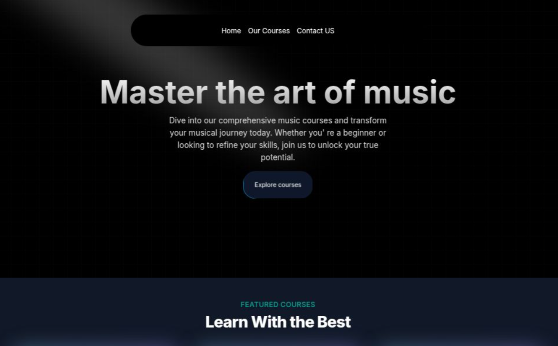 Home Our Courses Contact US
Master the art of music
Dive into our comprehensive music courses and transform
your musical journey today. Whether you' re a beginner or
looking to refine your skills, join us to unlock your true
potential.
Explore courses
FEATURED COURSES
Learn With the Best